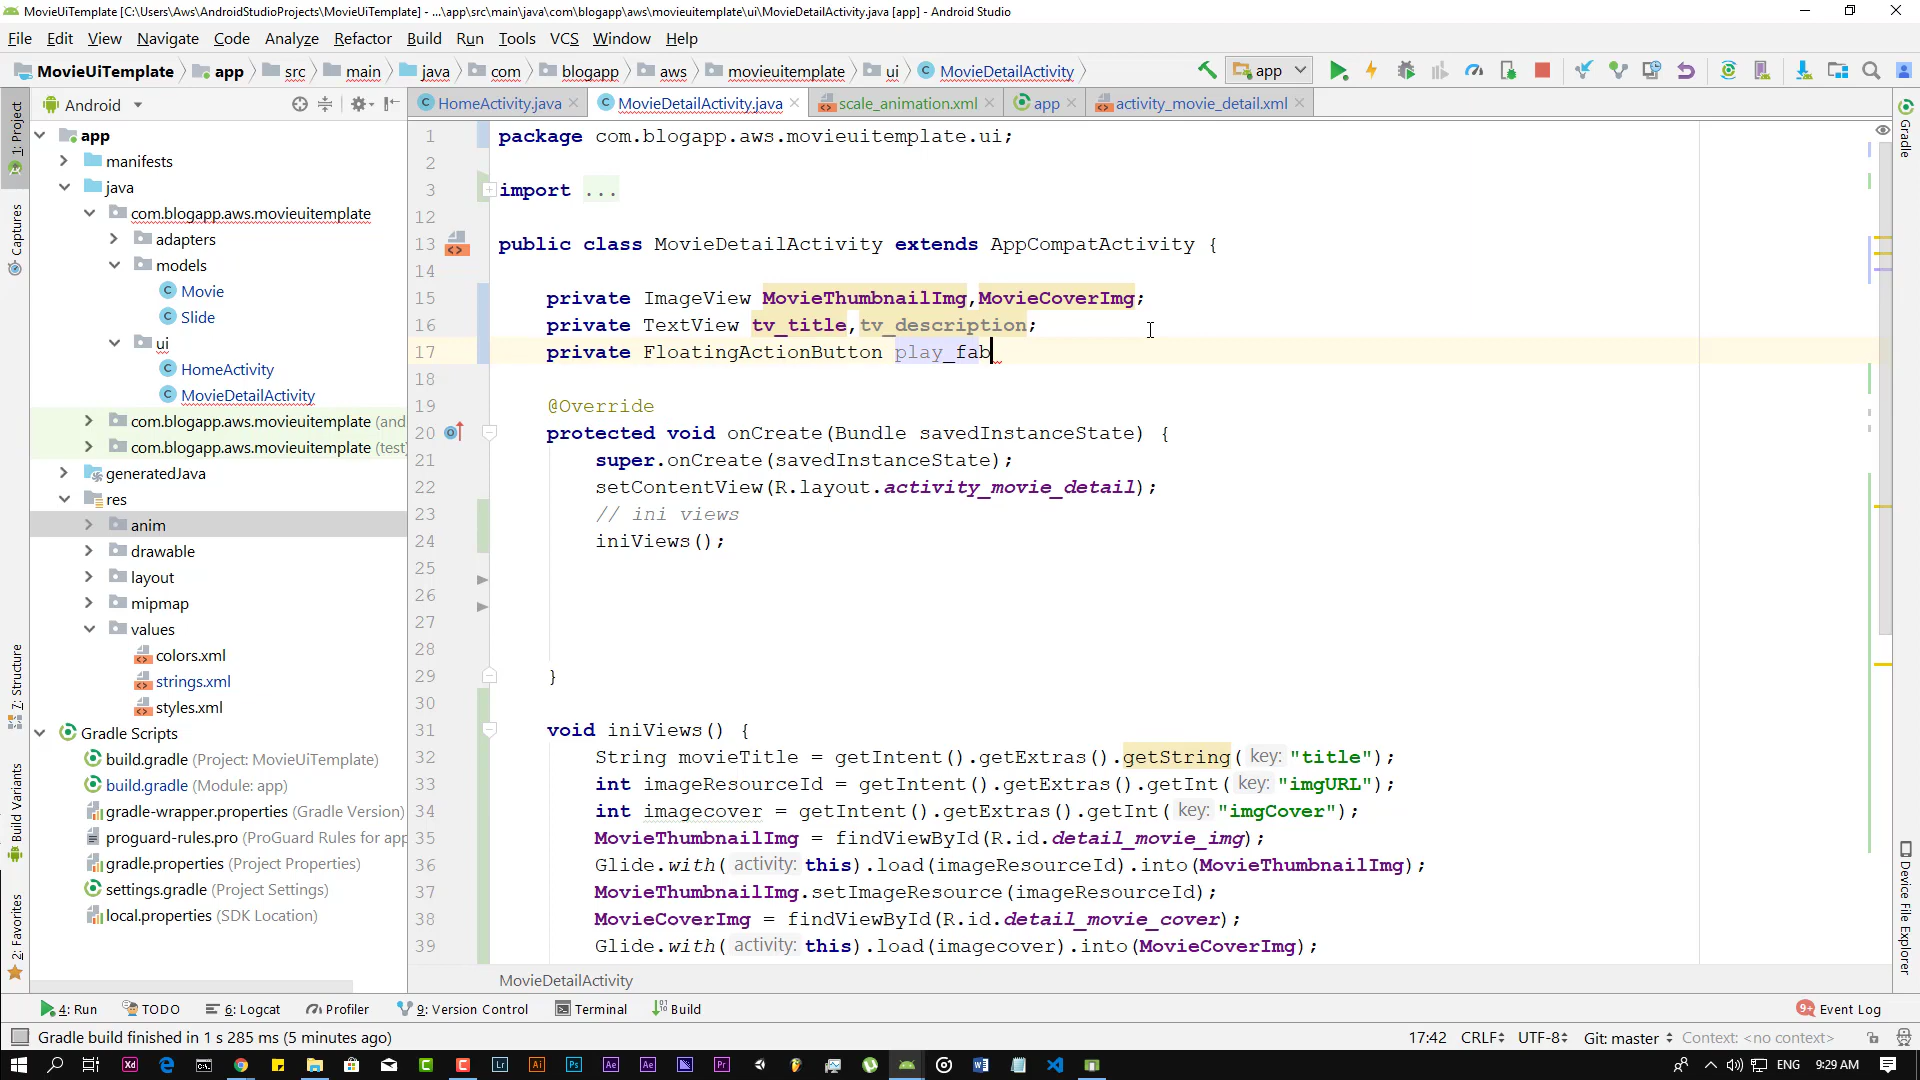 MovieUiTemplate [C:\Users\Aws\AndroidStudioProjects\MovieUiTemplate] - ...\app\src\main\java\com\blogapp\aws\movieuitemplate\ui\MovieDetailActivity.java [app] - Android Studio
File Edit View Navigate Code Analyze Refactor Build Run Tools VCS Window Help
MovieUiTemplate app src main java com blogapp aws movieuitemplate ui MovieDetailActivity app
Android HomeActivity.java MovieDetailActivity.java scale_animation.xml app activity_movie_detail.xml
1: Project
Captures
7: Structure
Build Variants
2: Favorites
app
manifests
java
com.blogapp.aws.movieuitemplate
adapters
models
Movie
Slide
ui
HomeActivity
MovieDetailActivity
com.blogapp.aws.movieuitemplate (and
com.blogapp.aws.movieuitemplate (test)
generatedJava
res
anim
drawable
layout
mipmap
values
colors.xml
strings.xml
styles.xml
Gradle Scripts
build.gradle (Project: MovieUiTemplate)
build.gradle (Module: app)
gradle-wrapper.properties (Gradle Version)
proguard-rules.pro (ProGuard Rules for app
gradle.properties (Project Properties)
settings.gradle (Project Settings)
local.properties (SDK Location)
1 package com.blogapp.aws.movieuitemplate.ui;
2
3 import ...
12
13 public class MovieDetailActivity extends AppCompatActivity {
14
15 private ImageView MovieThumbnailImg,MovieCoverImg;
16 private TextView tv_title,tv_description;
17 private FloatingActionButton play_fab
18
19 @Override
20 protected void onCreate(Bundle savedInstanceState) {
21 super.onCreate(savedInstanceState);
22 setContentView(R.layout.activity_movie_detail);
23 // ini views
24 iniViews();
25
26
27
28
29 }
30
31 void iniViews() {
32 String movieTitle = getIntent().getExtras().getString( key: "title");
33 int imageResourceId = getIntent().getExtras().getInt( key: "imgURL");
34 int imagecover = getIntent().getExtras().getInt( key: "imgCover");
35 MovieThumbnailImg = findViewById(R.id.detail_movie_img);
36 Glide.with( activity: this).load(imageResourceId).into(MovieThumbnailImg);
37 MovieThumbnailImg.setImageResource(imageResourceId);
38 MovieCoverImg = findViewById(R.id.detail_movie_cover);
39 Glide.with( activity: this).load(imagecover).into(MovieCoverImg);
MovieDetailActivity
Gradle
Device File Explorer
4: Run TODO 6: Logcat Profiler 9: Version Control Terminal Build 9+ Event Log
Gradle build finished in 1 s 285 ms (5 minutes ago) 17:42 CRLF UTF-8 Git: master Context: <no context>
ENG 9:29 AM